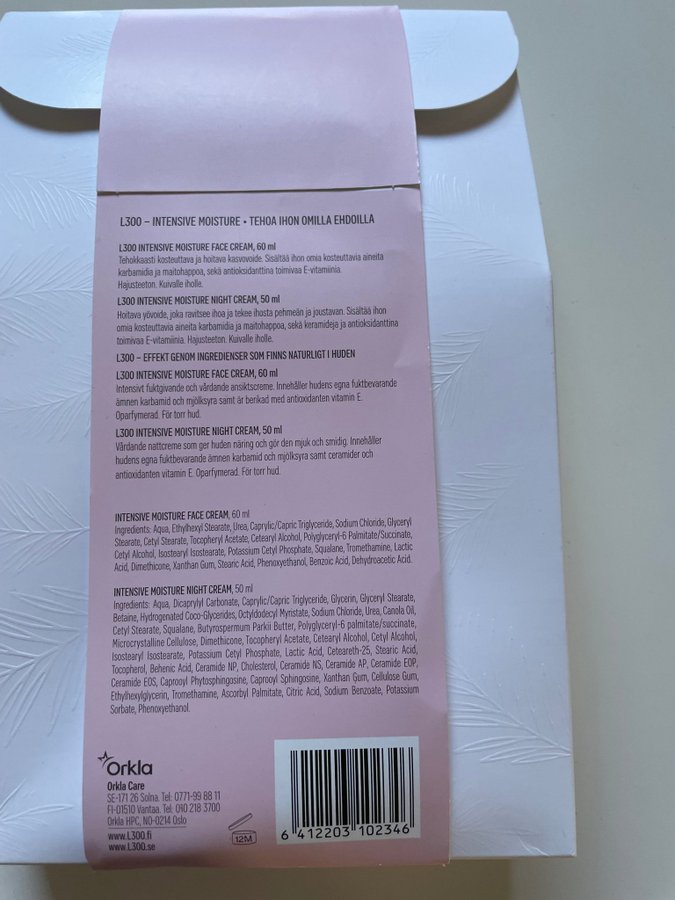 L300 – INTENSIVE MOISTURE • TEHOA IHON OMILLA EHDOILLA
L300 INTENSIVE MOISTURE FACE CREAM, 60 ml
Tehokkaasti kosteuttava ja hoitava kasvovoide. Sisältää ihon omia kosteuttavia aineita
karbamidia ja maitohappoa, sekä antioksidanttina toimivaa E-vitamiinia.
Hajusteeton. Kuivalle iholle.
L300 INTENSIVE MOISTURE NIGHT CREAM, 50 ml
Hoitava yövoide, joka ravitsee ihoa ja tekee ihosta pehmeän ja joustavan. Sisältää ihon
omia kosteuttavia aineita karbamidia ja maitohappoa, sekä keramideja ja antioksidanttina
toimivaa E-vitamiinia. Hajusteeton. Kuivalle iholle.
L300 – EFFEKT GENOM INGREDIENSER SOM FINNS NATURLIGT I HUDEN
L300 INTENSIVE MOISTURE FACE CREAM, 60 ml
Intensivt fuktgivande och vårdande ansiktscreme. Innehåller hudens egna fuktbevarande
ämnen karbamid och mjölksyra samt är berikad med antioxidanten vitamin E.
Oparfymerad. För torr hud.
L300 INTENSIVE MOISTURE NIGHT CREAM, 50 ml
Vårdande nattcreme som ger huden näring och gör den mjuk och smidig. Innehåller
hudens egna fuktbevarande ämnen karbamid och mjölksyra samt ceramider och
antioxidanten vitamin E. Oparfymerad. För torr hud.
INTENSIVE MOISTURE FACE CREAM, 60 ml
Ingredients: Aqua, Ethylhexyl Stearate, Urea, Caprylic/Capric Triglyceride, Sodium Chloride, Glyceryl
Stearate, Cetyl Stearate, Tocopheryl Acetate, Cetearyl Alcohol, Polyglyceryl-6 Palmitate/Succinate,
Cetyl Alcohol, Isostearyl Isostearate, Potassium Cetyl Phosphate, Squalane, Tromethamine, Lactic
Acid, Dimethicone, Xanthan Gum, Stearic Acid, Phenoxyethanol, Benzoic Acid, Dehydroacetic Acid.
INTENSIVE MOISTURE NIGHT CREAM, 50 ml
Ingredients: Aqua, Dicaprylyl Carbonate, Caprylic/Capric Triglyceride, Glycerin, Glyceryl Stearate,
Betaine, Hydrogenated Coco-Glycerides, Octyldodecyl Myristate, Sodium Chloride, Urea, Canola Oil,
Cetyl Stearate, Squalane, Butyrospermum Parkii Butter, Polyglyceryl-6 palmitate/succinate,
Microcrystalline Cellulose, Dimethicone, Tocopheryl Acetate, Cetearyl Alcohol, Cetyl Alcohol,
Isostearyl Isostearate, Potassium Cetyl Phosphate, Lactic Acid, Ceteareth-25, Stearic Acid,
Tocopherol, Behenic Acid, Ceramide NP, Cholesterol, Ceramide NS, Ceramide AP, Ceramide EOP,
Ceramide EOS, Caprooyl Phytosphingosine, Caprooyl Sphingosine, Xanthan Gum, Cellulose Gum,
Ethylhexylglycerin, Tromethamine, Ascorbyl Palmitate, Citric Acid, Sodium Benzoate, Potassium
Sorbate, Phenoxyethanol.
Orkla
Orkla Care
SE-171 26 Solna. Tel: 0771-99 88 11
FI-01510 Vantaa. Tel. 010 218 3700
Orkla HPC, NO-0214 Oslo
www.L300.fi
www.L300.se
12M
6 412203 102346